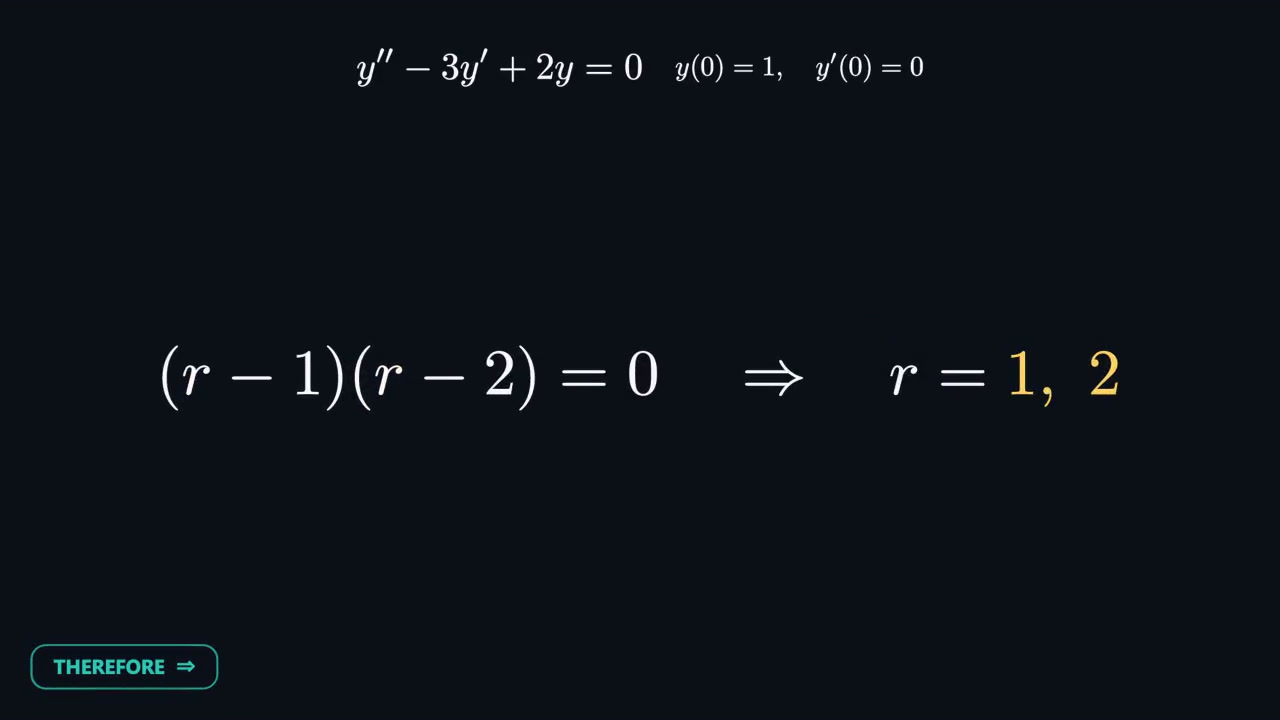 y′′ − 3y′ + 2y = 0 y(0) = 1, y′(0) = 0
(r − 1)(r − 2) = 0 ⇒ r = 1, 2
THEREFORE ⇒